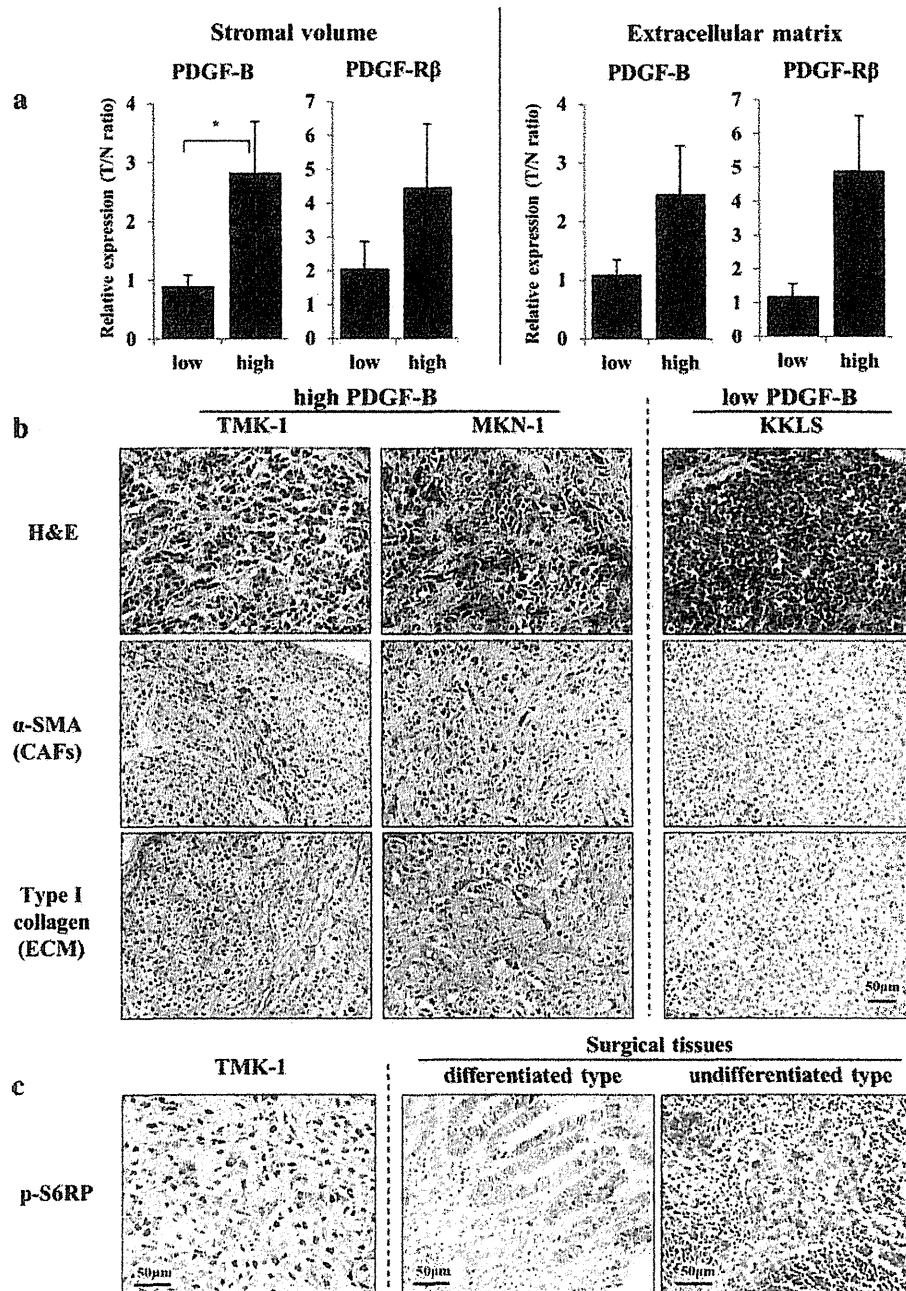 Stromal volume
Extracellular matrix
a
PDGF-B
PDGF-Rβ
PDGF-B
PDGF-Rβ
Relative expression (T/N ratio)
4
3
2
1
0
*
low
high
7
6
5
4
3
2
1
0
low
high
Relative expression (T/N ratio)
4
3
2
1
0
low
high
7
6
5
4
3
2
1
0
low
high
high PDGF-B
low PDGF-B
b
TMK-1
MKN-1
KKLS
H&E
α-SMA
(CAFs)
Type I
collagen
(ECM)
50μm
Surgical tissues
c
TMK-1
differentiated type
undifferentiated type
p-S6RP
50μm
50μm
50μm